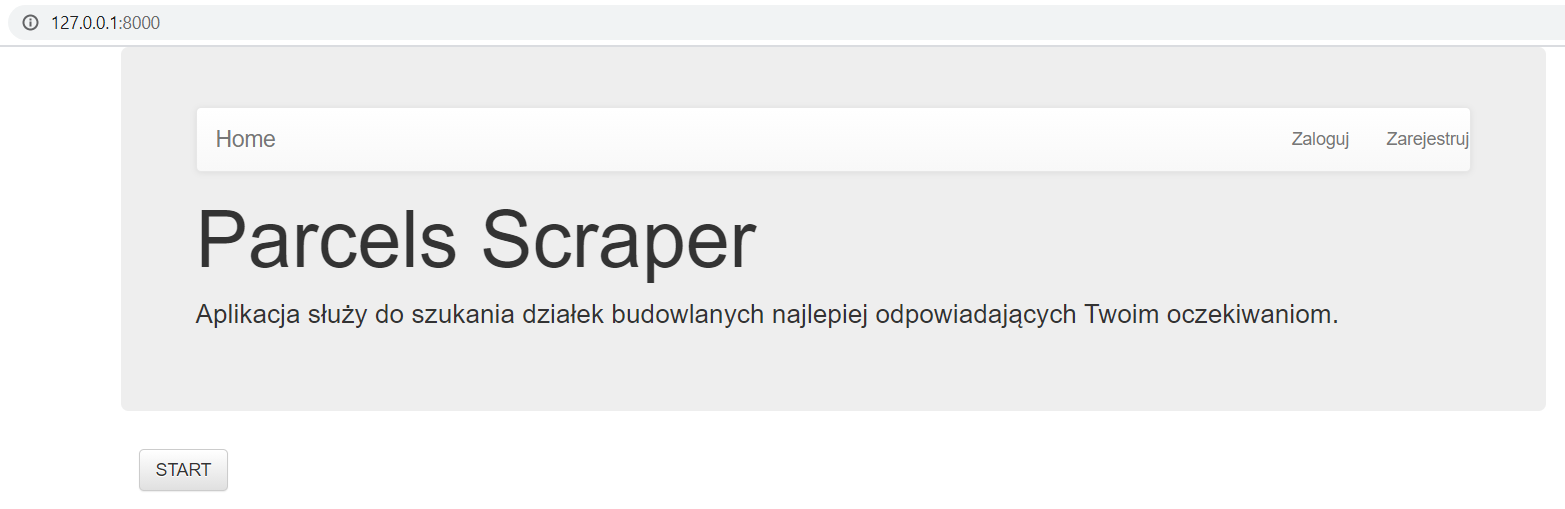 127.0.0.1:8000
Home Zaloguj Zarejestruj
Parcels Scraper
Aplikacja służy do szukania działek budowlanych najlepiej odpowiadających Twoim oczekiwaniom.
START